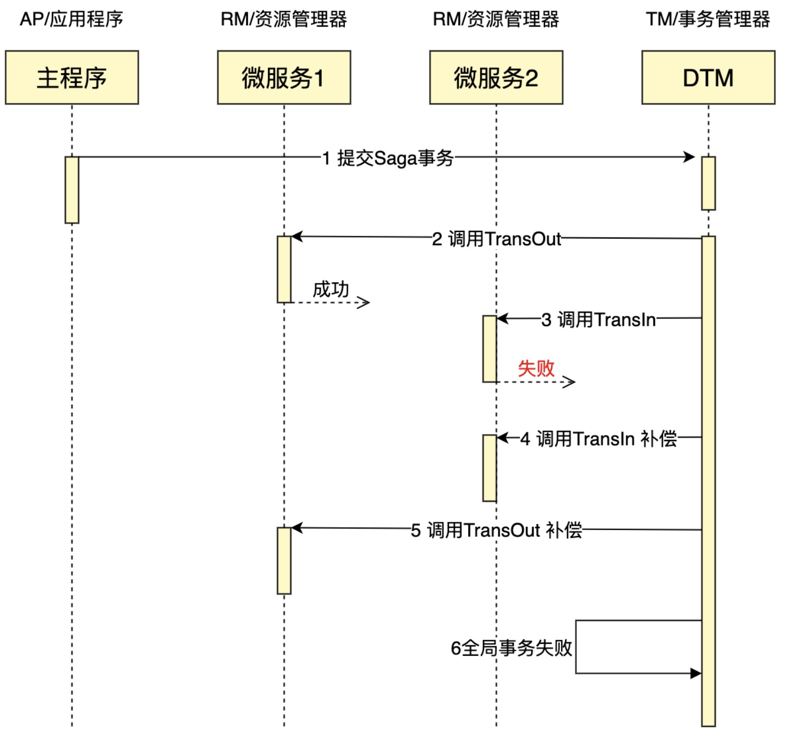 AP/应用程序
RM/资源管理器
RM/资源管理器
TM/事务管理器
主程序
微服务1
微服务2
DTM
1 提交Saga事务
2 调用TransOut
成功
3 调用TransIn
失败
4 调用TransIn 补偿
5 调用TransOut 补偿
6全局事务失败